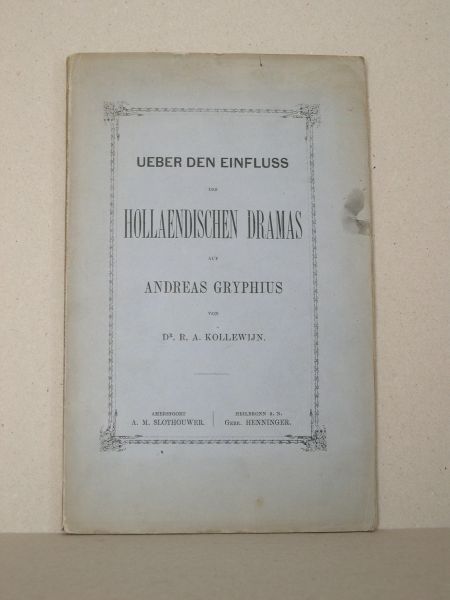 UEBER DEN EINFLUSS
DES
HOLLAENDISCHEN DRAMAS
AUF
ANDREAS GRYPHIUS
VON
DR. R. A. KOLLEWIJN.
AMERSFOORT
A. M. SLOTHOUWER.
HEILBRONN A. N.
GEBR. HENNINGER.